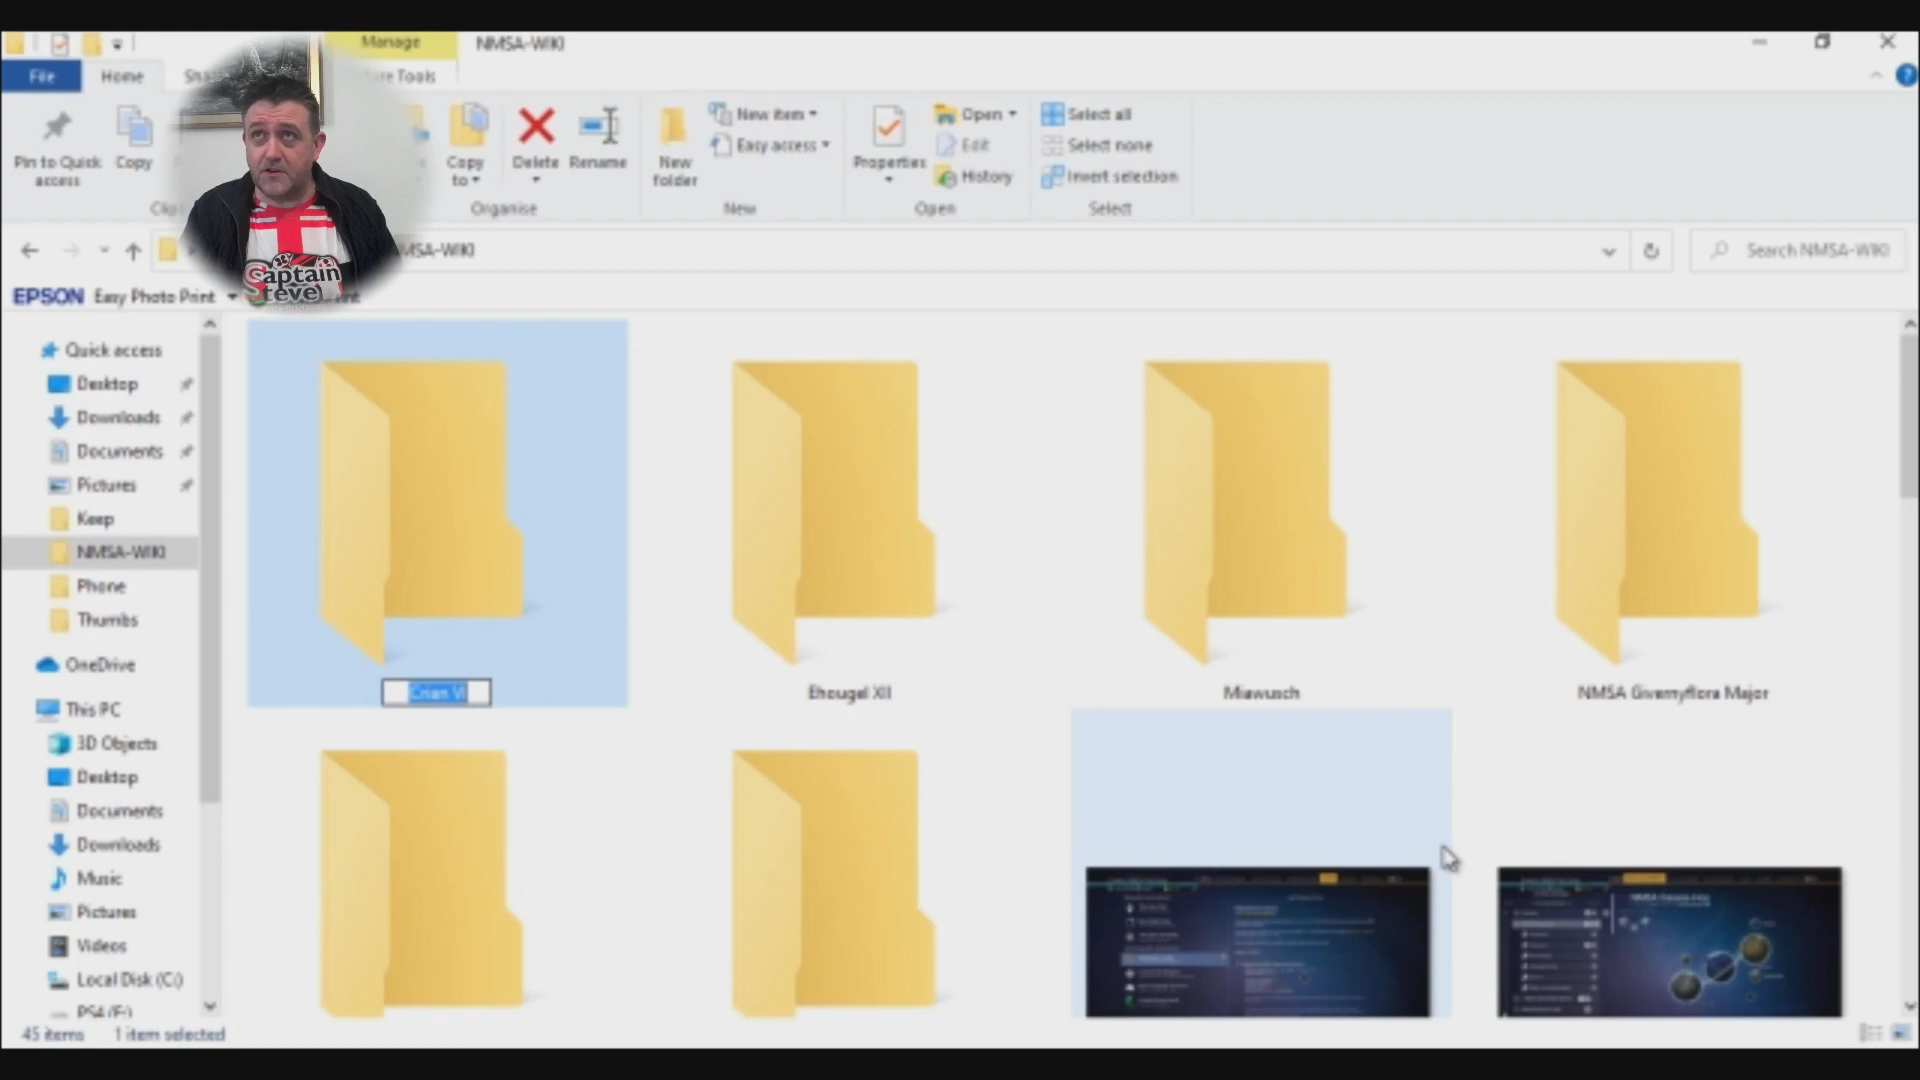 Manage
NMSA-WIKI
File
Home
Pin to Quick access
Copy
Copy to
Delete
Rename
New folder
New item
Easy access
Properties
Open
Edit
History
Select all
Select none
Invert selection
Organise
New
Open
Select
NMSA-WIKI
Search NMSA-WIKI
EPSON Easy Photo Print
Captain
Steve
Quick access
Desktop
Downloads
Documents
Pictures
Keep
NMSA-WIKI
Phone
Thumbs
OneDrive
This PC
3D Objects
Desktop
Documents
Downloads
Music
Pictures
Videos
Local Disk (C:)
PS4 (E:)
Ehougel XII
Miawusch
NMSA Givernyflora Major
45 items
1 item selected